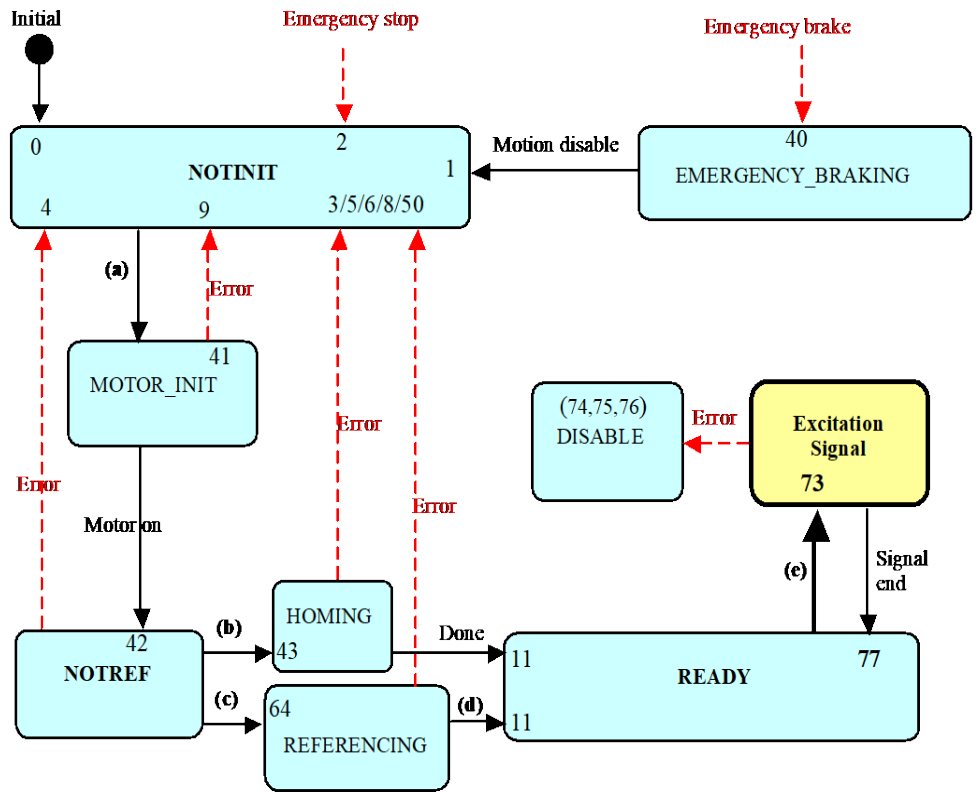 Initial
Emergency stop
Emergency brake
0
2
40
NOTINIT
1
Motion disable
EMERGENCY_BRAKING
4
9
3/5/6/8/50
(a)
Error
41
MOTOR_INIT
Error
(74,75,76)
DISABLE
Error
Excitation
Signal
73
Error
Motor on
Error
(e)
Signal
end
42
NOTREF
(b)
HOMING
43
Done
11
READY
77
(c)
64
REFERENCING
(d)
11